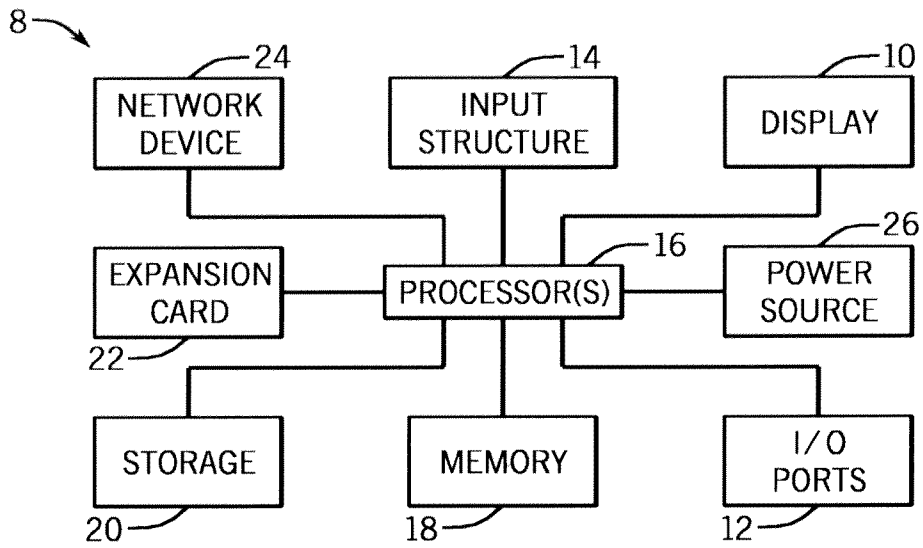 8
24
14
10
NETWORK
DEVICE
INPUT
STRUCTURE
DISPLAY
16
26
EXPANSION
CARD
PROCESSOR(S)
POWER
SOURCE
22
STORAGE
MEMORY
I/O
PORTS
20
18
12